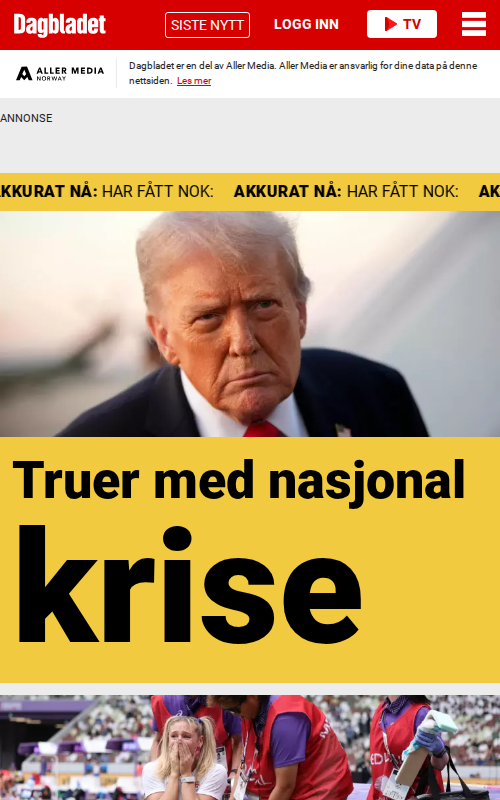 Dagbladet
SISTE NYTT
LOGG INN
TV
ALLER MEDIA
NORWAY
Dagbladet er en del av Aller Media. Aller Media er ansvarlig for dine data på denne
nettsiden. Les mer
ANNONSE
KKURAT NÅ: HAR FÅTT NOK: AKKURAT NÅ: HAR FÅTT NOK: AK
Truer med nasjonal
krise